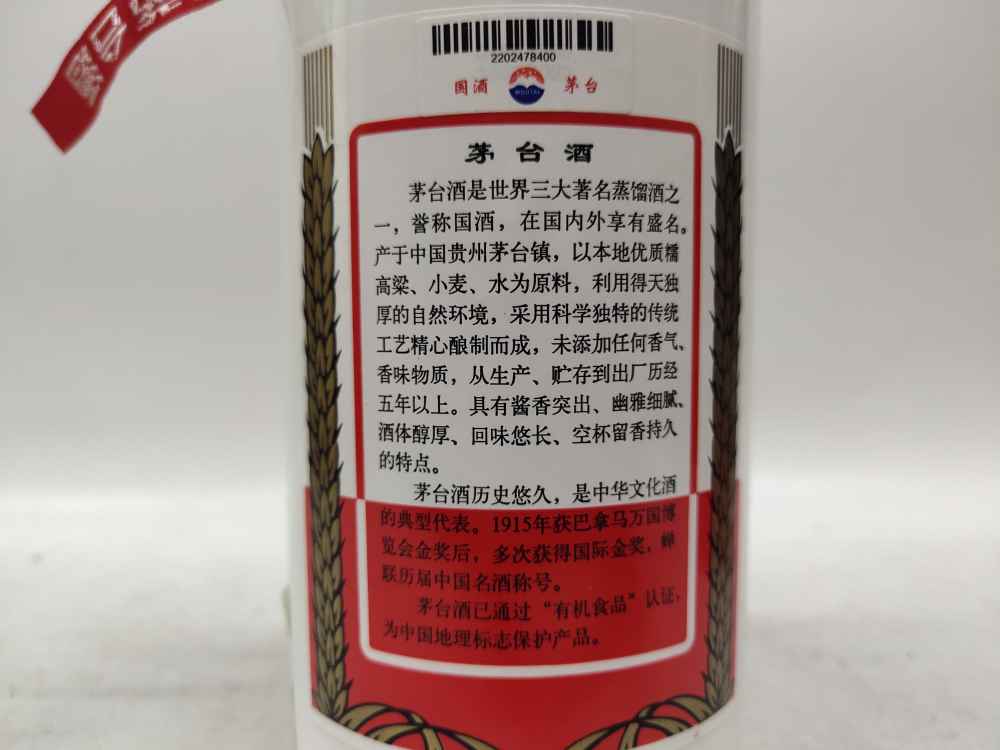 2202478400
国酒 茅台
MOUTAI
茅台酒
茅台酒是世界三大著名蒸馏酒之
一，誉称国酒，在国内外享有盛名。
产于中国贵州茅台镇，以本地优质糯
高粱、小麦、水为原料，利用得天独
厚的自然环境，采用科学独特的传统
工艺精心酿制而成，未添加任何香气、
香味物质，从生产、贮存到出厂历经
五年以上。具有酱香突出、幽雅细腻、
酒体醇厚、回味悠长、空杯留香持久
的特点。
茅台酒历史悠久，是中华文化酒
的典型代表。1915年获巴拿马万国博
览会金奖后，多次获得国际金奖，蝉
联历届中国名酒称号。
茅台酒已通过“有机食品”认证，
为中国地理标志保护产品。